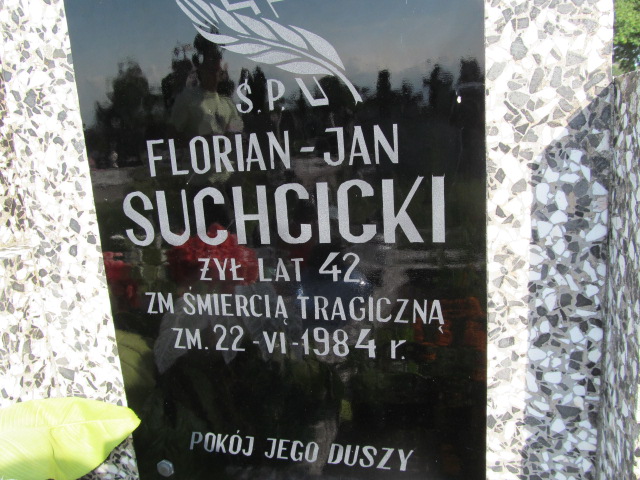 Ś.P.
FLORIAN-JAN
SUCHCICKI
ŻYŁ LAT 42
ZM ŚMIERCIĄ TRAGICZNĄ
ZM. 22-VI-1984 r.
POKÓJ JEGO DUSZY